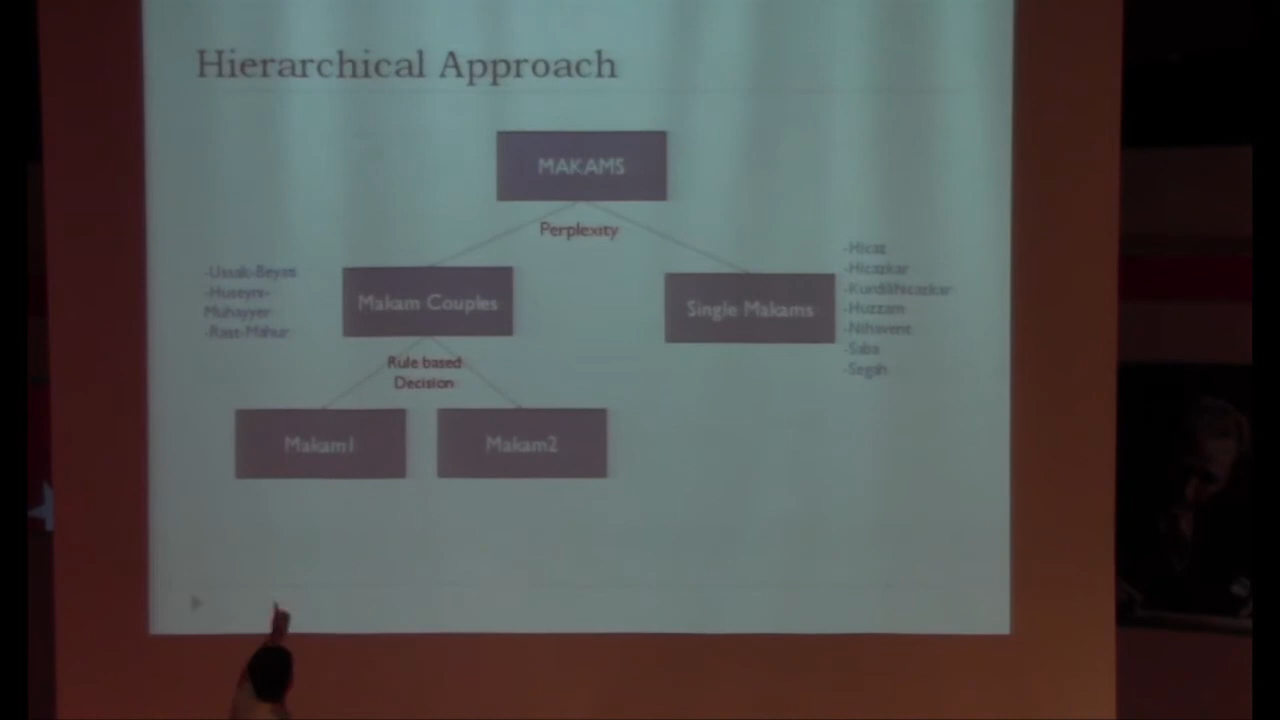 Hierarchical Approach
MAKAMS
Perplexity
-Ussak-Beyati
-Huseyni-
Muhayyer
-Rast-Mahur
Makam Couples
Single Makams
-Hicaz
-Hicazkar
-KurdiliHicazkar
-Huzzam
-Nihavent
-Saba
-Segah
Rule based
Decision
Makam1
Makam2